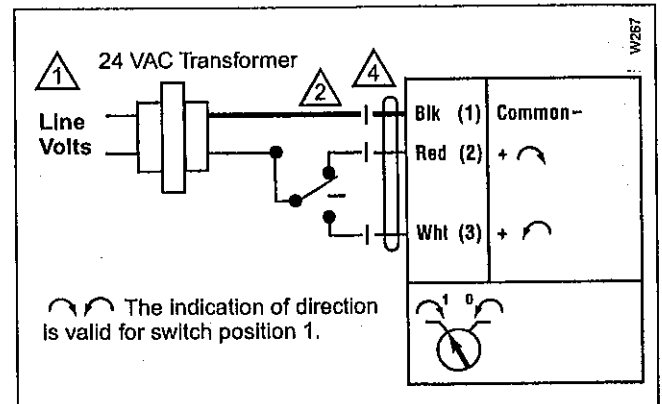 W267
1
24 VAC Transformer
2
4
Line
Volts
Blk (1) Common–
Red (2) +
Wht (3) +
The indication of direction
is valid for switch position 1.
1 0